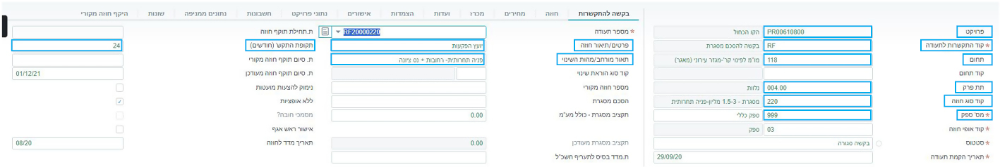 בקשה להתקשרות חוזה מחירים מכרז ועדות הצמדות אישורים נתוני פרויקט חשבונות נתונים ממניפה שונות היקף חוזה מקורי
פרויקט PR00610800 הקו הכחול
* קוד התקשרות לתעודה RF בקשה להסכם מסגרת
תחום 118 מו"מ לפינוי קר'-מגזר עירוני (מאגר)
קוד תחום
תת פרק 004.00 נלוות
קוד סוג חוזה 220 מסגרת - 1.5-3 מליון-פניה תחרותית
* מס' ספק 999 ספק כללי
* קוד אופי חוזה 03 ספק
* סטטוס בקשה סגורה
* תאריך הקמת תעודה 29/09/20
* מספר תעודה RF20000220
פרטים/תיאור חוזה יועץ הפקעות
תאור מורחב/מהות השינוי פניה תחרותית- רחובות + נס ציונה
קוד סוג הוראת שינוי
מספר חוזה מקורי
הסכם מסגרת
תקציב מסגרת - כולל מע"מ 0.00
תקציב מסגרת מעודכן 0.00
ת.מדד בסיס לתעריף חשכ"ל
ת.תחילת תוקף חוזה
תקופת התקש' (חודשים) 24
ת. סיום תוקף חוזה מקורי
ת. סיום תוקף חוזה מעודכן 01/12/21
נימוק להצעות מועטות
ללא אופציות
מסמכי חובה?
אישור ראש אגף
תאריך מדד לחוזה 08/20